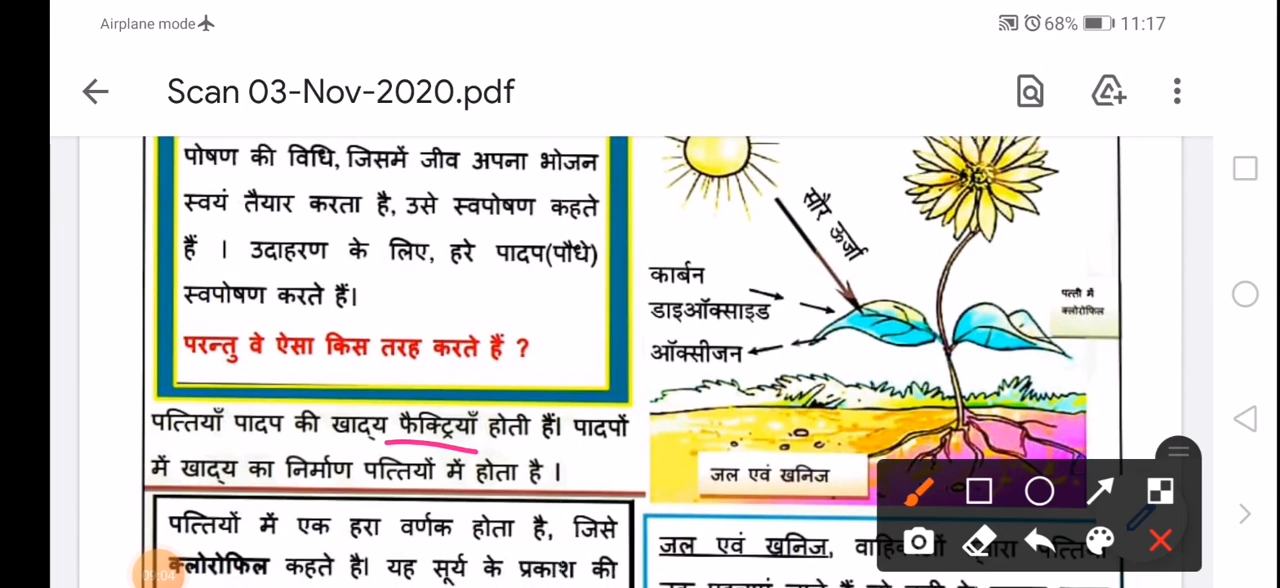 Airplane mode
68% 11:17
Scan 03-Nov-2020.pdf
पोषण की विधि, जिसमें जीव अपना भोजन
स्वयं तैयार करता है, उसे स्वपोषण कहते
हैं । उदाहरण के लिए, हरे पादप(पौधे)
स्वपोषण करते हैं।
परन्तु वे ऐसा किस तरह करते हैं ?
पत्तियाँ पादप की खाद्य फैक्ट्रियाँ होती हैं। पादपों
में खाद्य का निर्माण पत्तियों में होता है ।
पत्तियों में एक हरा वर्णक होता है, जिसे
क्लोरोफिल कहते है। यह सूर्य के प्रकाश की
सौर ऊर्जा
कार्बन
डाइऑक्साइड
ऑक्सीजन
पत्ती में
क्लोरोफिल
जल एवं खनिज
जल एवं खनिज,
09:04